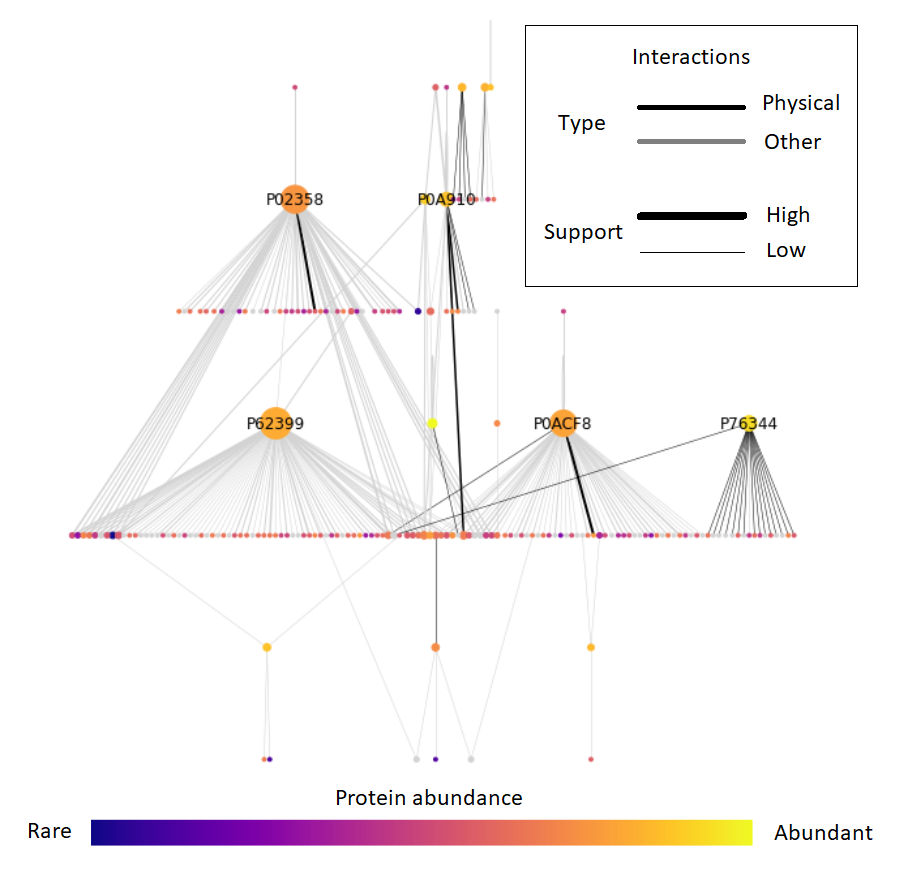 Interactions
Type
Physical
Other
Support
High
Low
P02358
P0A910
P62399
P0ACF8
P76344
Protein abundance
Rare
Abundant